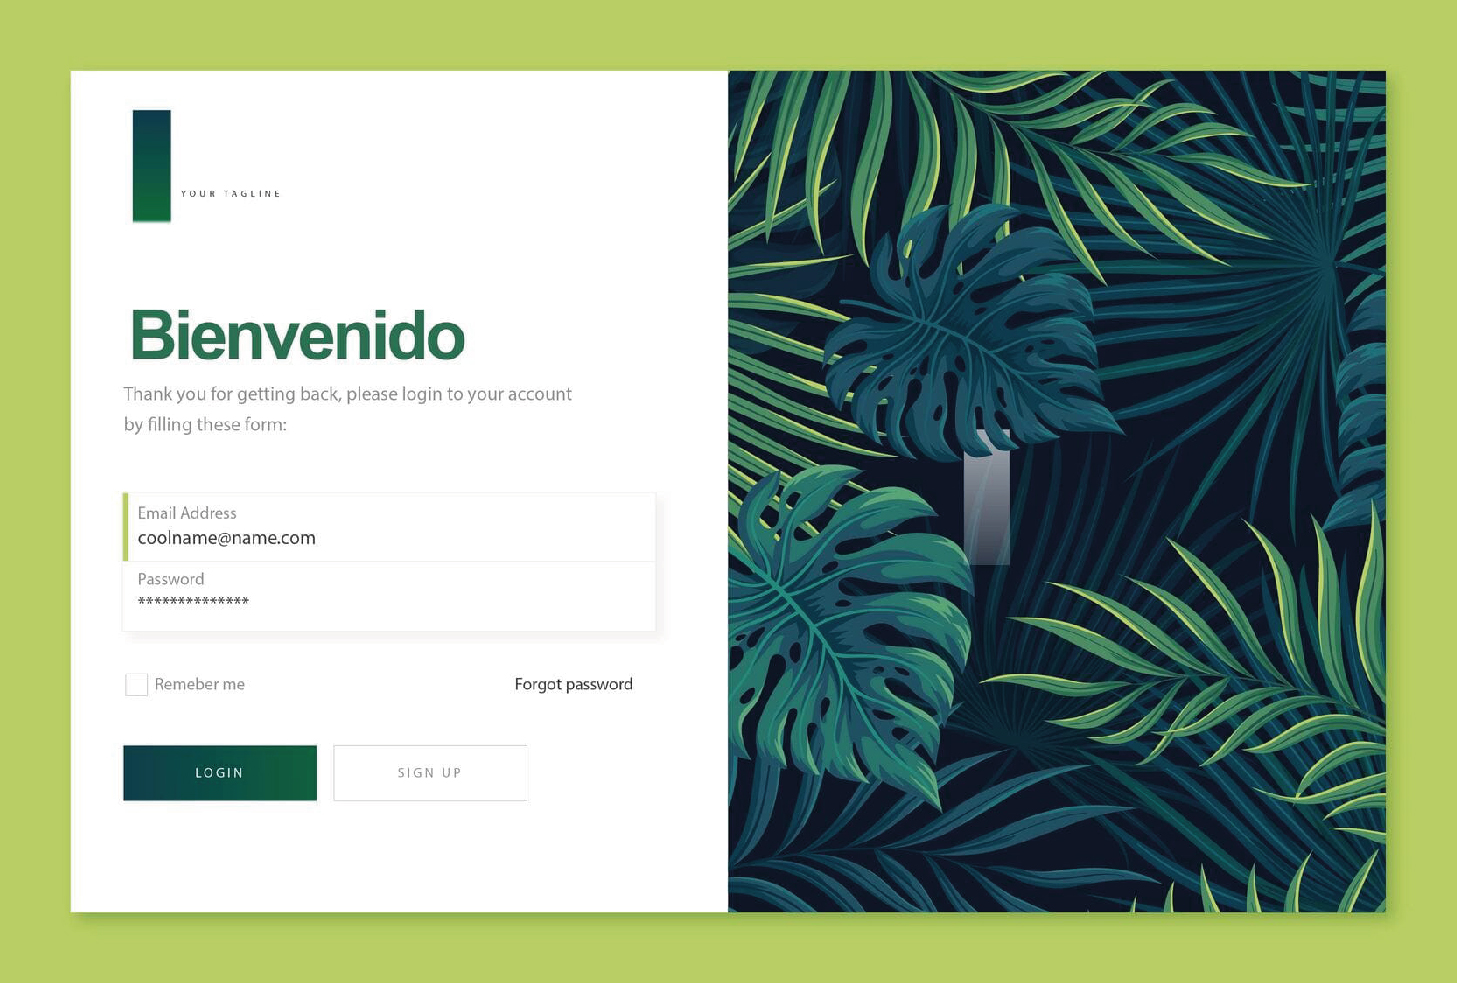 YOUR TAGLINE
Bienvenido
Thank you for getting back, please login to your account
by filling these form:
Email Address
coolname@name.com
Password
**************
Remeber me
Forgot password
LOGIN
SIGN UP